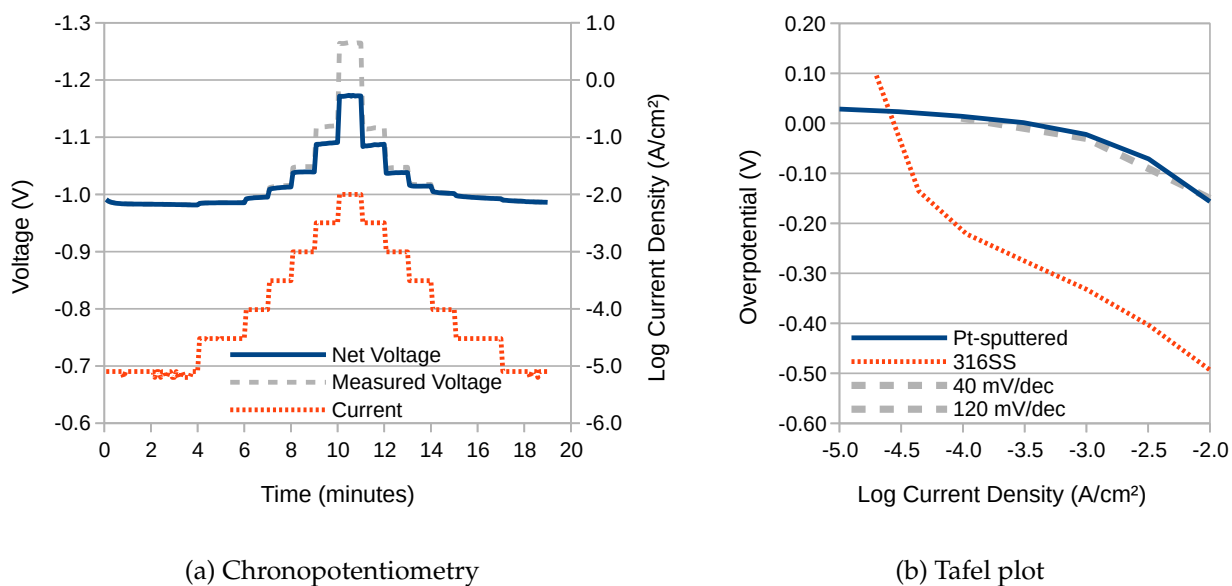 -1.3
-1.2
-1.1
-1.0
-0.9
-0.8
-0.7
-0.6
Voltage (V)
1.0
0.0
-1.0
-2.0
-3.0
-4.0
-5.0
-6.0
Log Current Density (A/cm²)
Net Voltage
Measured Voltage
Current
0 2 4 6 8 10 12 14 16 18 20
Time (minutes)
(a) Chronopotentiometry
0.20
0.10
0.00
-0.10
-0.20
-0.30
-0.40
-0.50
-0.60
Overpotential (V)
Pt-sputtered
316SS
40 mV/dec
120 mV/dec
-5.0 -4.5 -4.0 -3.5 -3.0 -2.5 -2.0
Log Current Density (A/cm²)
(b) Tafel plot